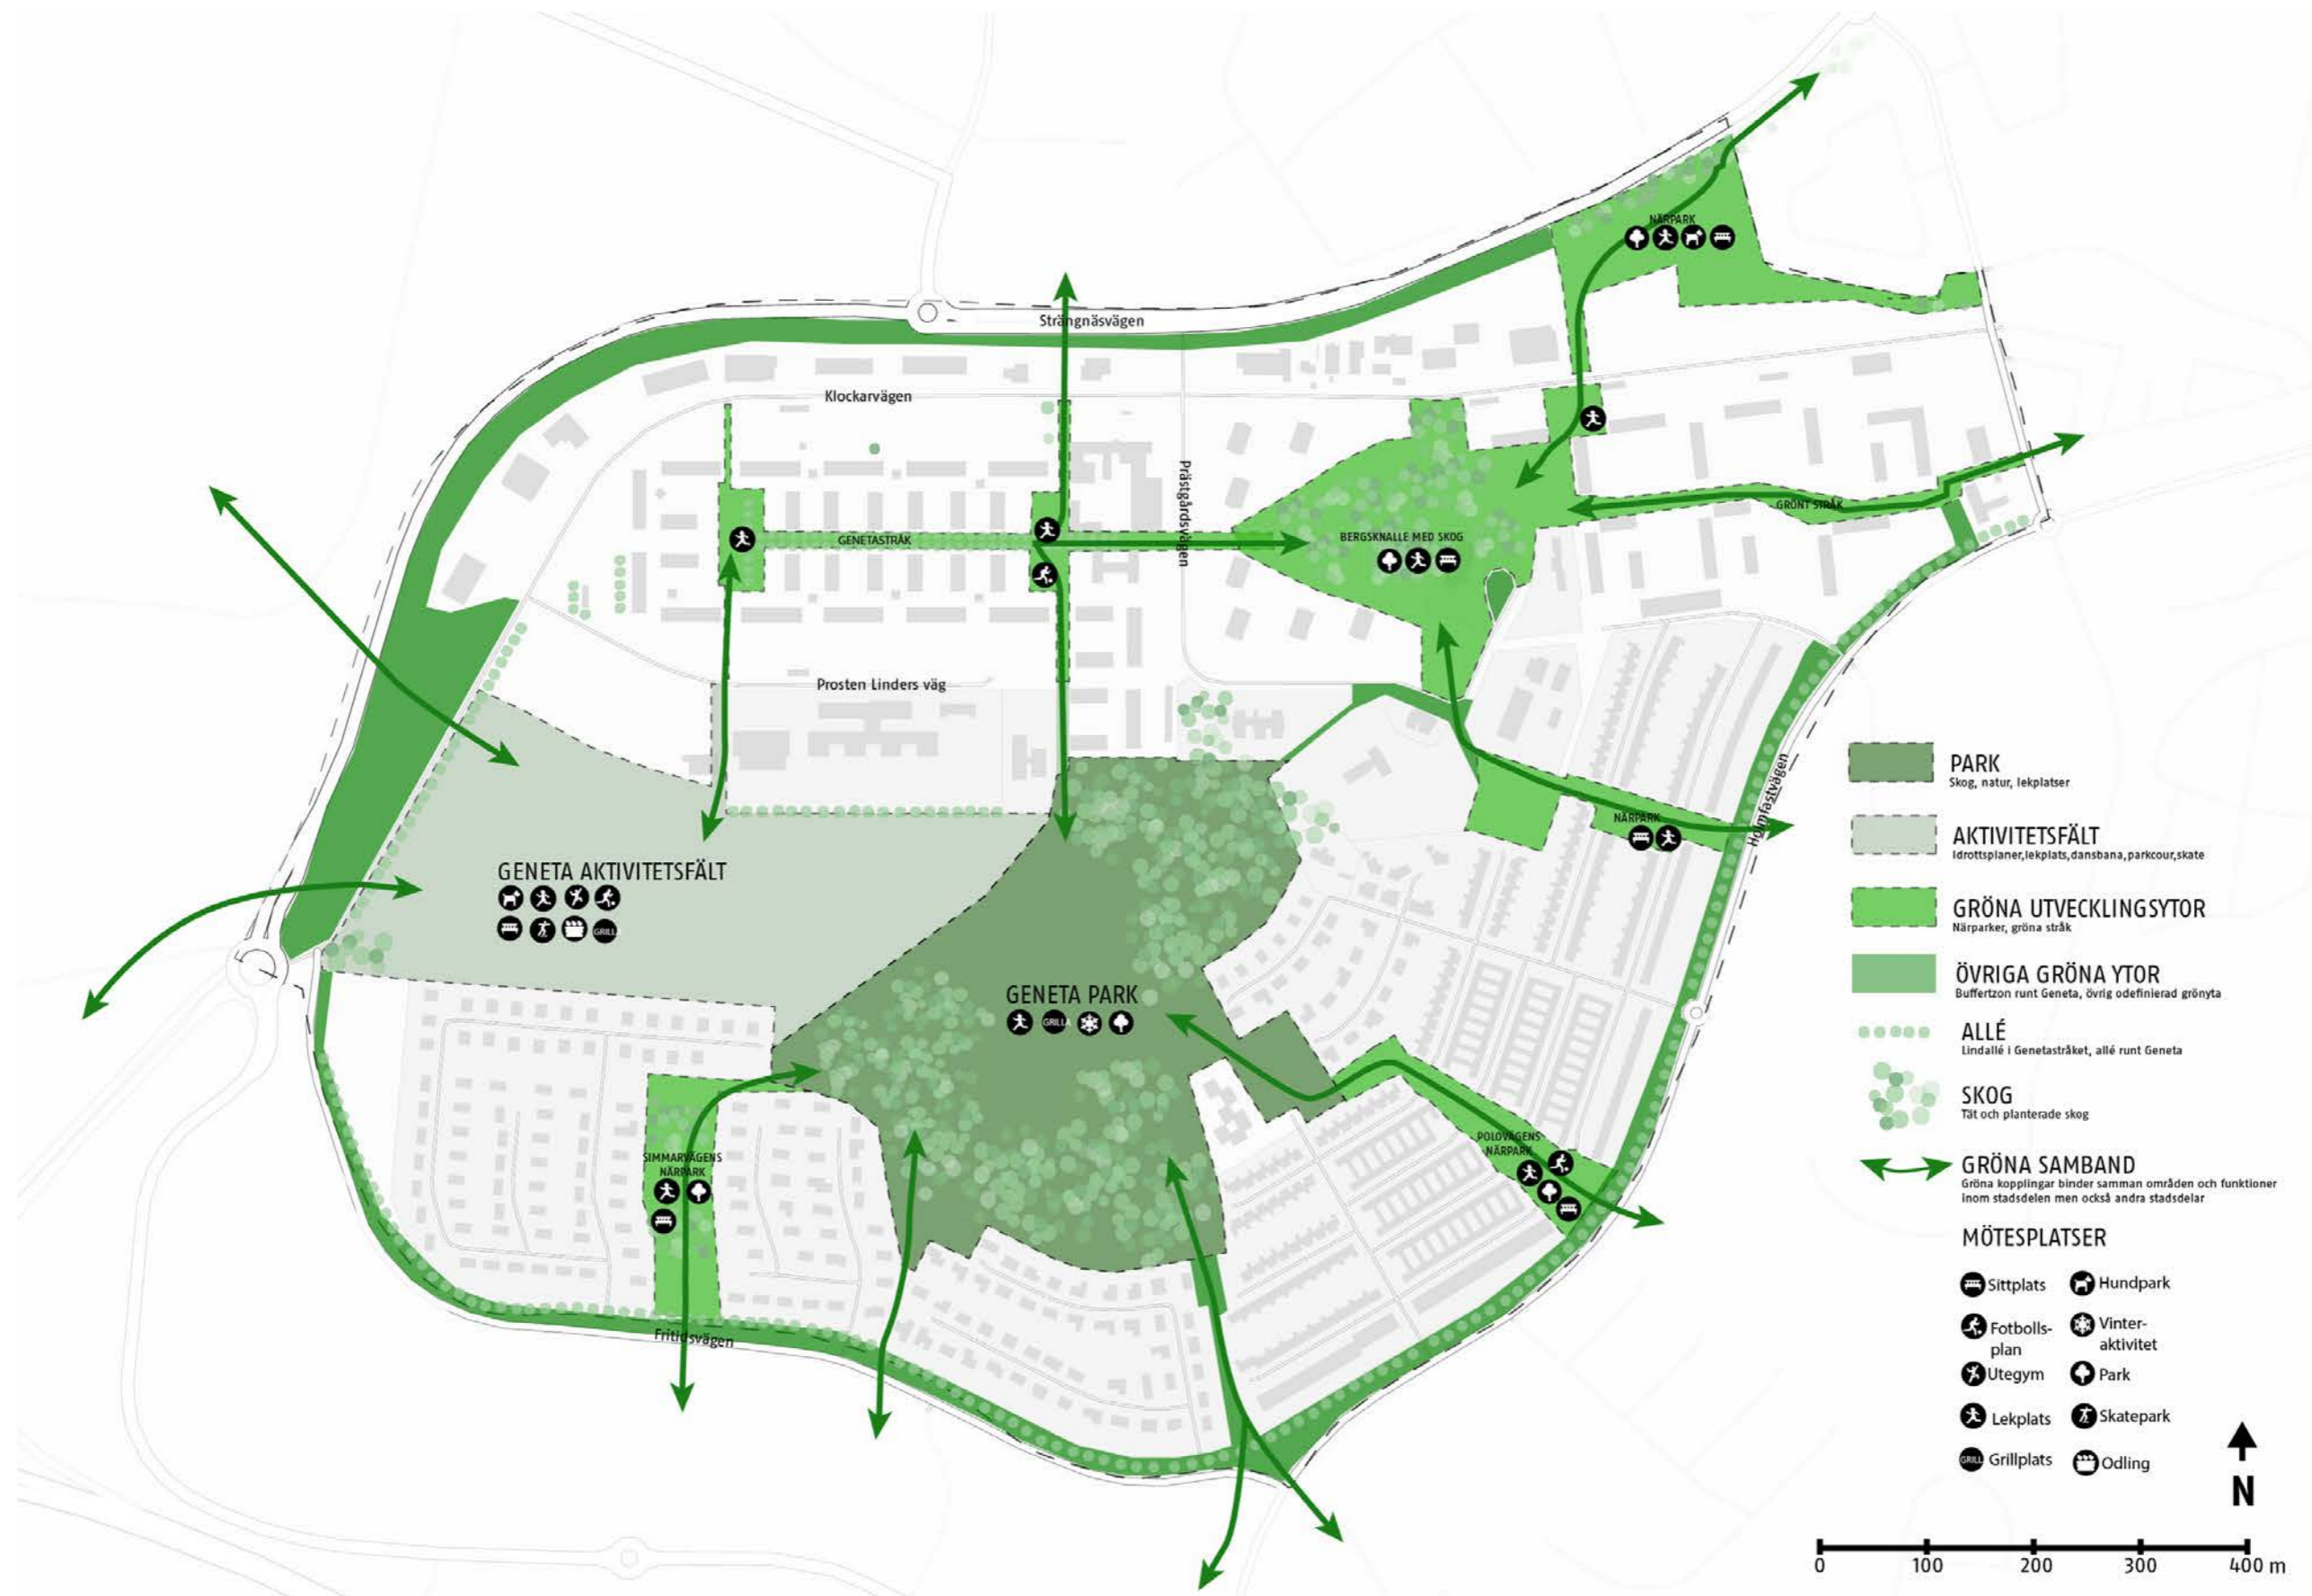 NÄRPARK
Strängnäsvägen
Klockarvägen
Prästgårdsvägen
GENETASTRÅK
BERGSKNALLE MED SKOG
GRÖNT STRÅK
Prosten Linders väg
Holmfastvägen
NÄRPARK
GENETA AKTIVITETSFÄLT
GRILL
GENETA PARK
GRILL
SIMMARVÄGENS
NÄRPARK
POLOVÄGENS
NÄRPARK
Fritidsvägen
PARK
Skog, natur, lekplatser
AKTIVITETSFÄLT
Idrottsplaner,lekplats,dansbana,parkcour,skate
GRÖNA UTVECKLINGSYTOR
Närparker, gröna stråk
ÖVRIGA GRÖNA YTOR
Buffertzon runt Geneta, övrig odefinierad grönyta
ALLÉ
Lindallé i Genetastråket, allé runt Geneta
SKOG
Tät och planterade skog
GRÖNA SAMBAND
Gröna kopplingar binder samman områden och funktioner
inom stadsdelen men också andra stadsdelar
MÖTESPLATSER
Sittplats
Hundpark
Fotbolls-
plan
Vinter-
aktivitet
Utegym
Park
Lekplats
Skatepark
GRILL Grillplats
Odling
N
0 100 200 300 400 m